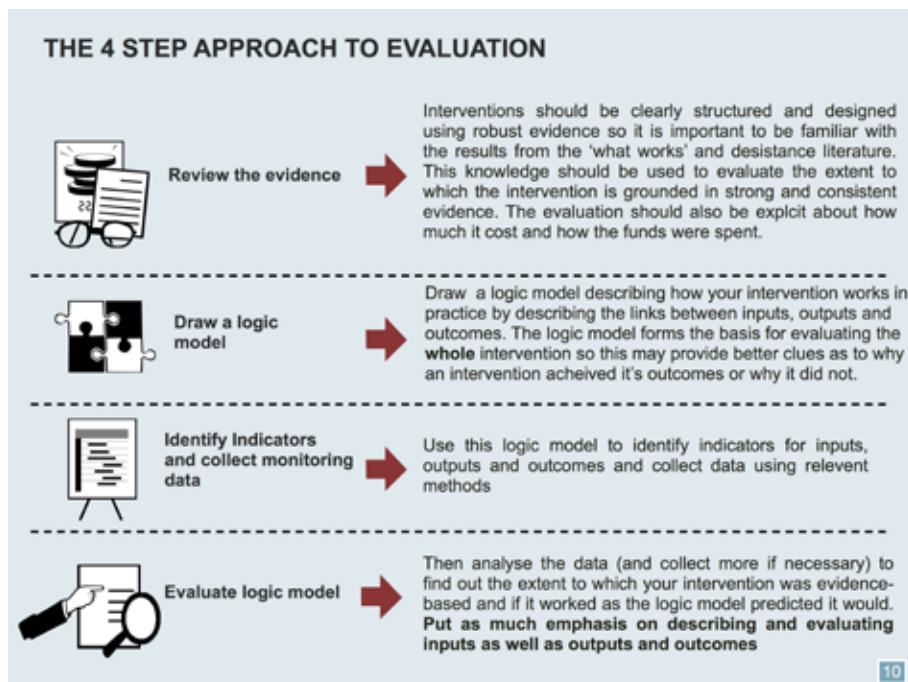 THE 4 STEP APPROACH TO EVALUATION
Review the evidence
Interventions should be clearly structured and designed
using robust evidence so it is important to be familiar with
the results from the 'what works' and desistance literature.
This knowledge should be used to evaluate the extent to
which the intervention is grounded in strong and consistent
evidence. The evaluation should also be explcit about how
much it cost and how the funds were spent.
Draw a logic
model
Draw a logic model describing how your intervention works in
practice by describing the links between inputs, outputs and
outcomes. The logic model forms the basis for evaluating the
whole intervention so this may provide better clues as to why
an intervention acheived it's outcomes or why it did not.
Identify Indicators
and collect monitoring
data
Use this logic model to identify indicators for inputs,
outputs and outcomes and collect data using relevent
methods
Evaluate logic model
Then analyse the data (and collect more if necessary) to
find out the extent to which your intervention was evidence-
based and if it worked as the logic model predicted it would.
Put as much emphasis on describing and evaluating
inputs as well as outputs and outcomes
10